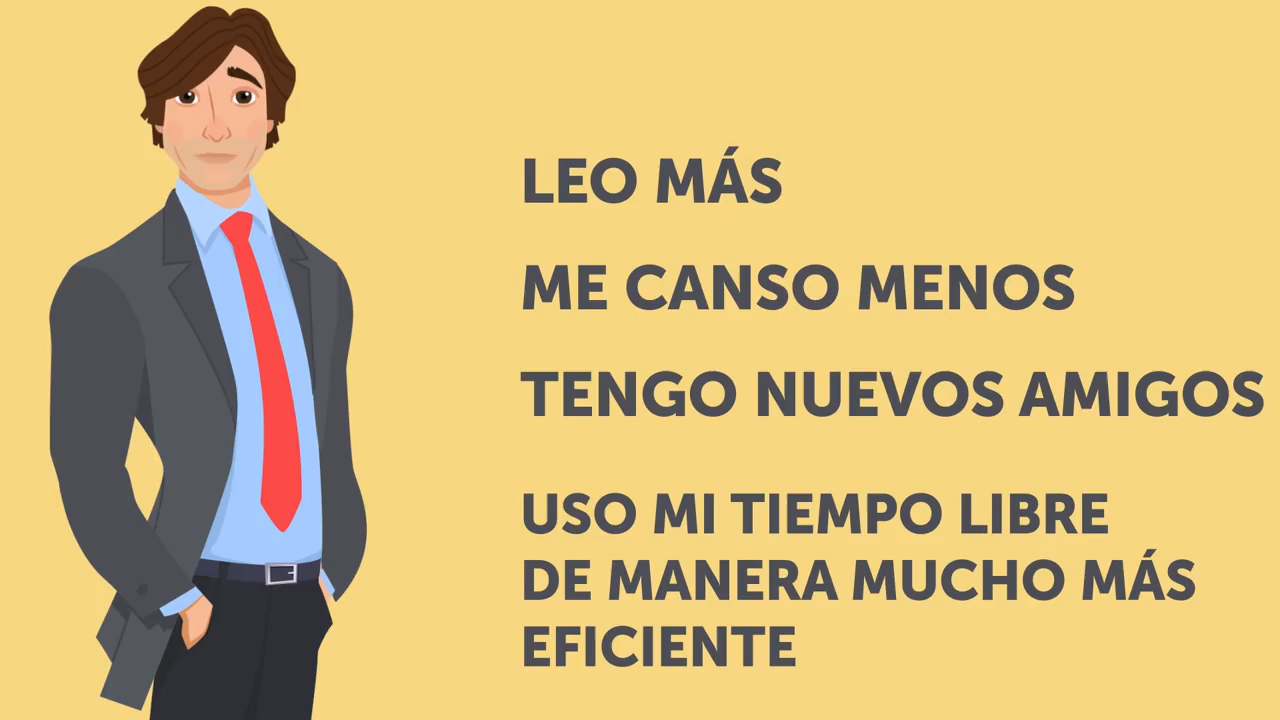 LEO MÁS
ME CANSO MENOS
TENGO NUEVOS AMIGOS
USO MI TIEMPO LIBRE
DE MANERA MUCHO MÁS
EFICIENTE